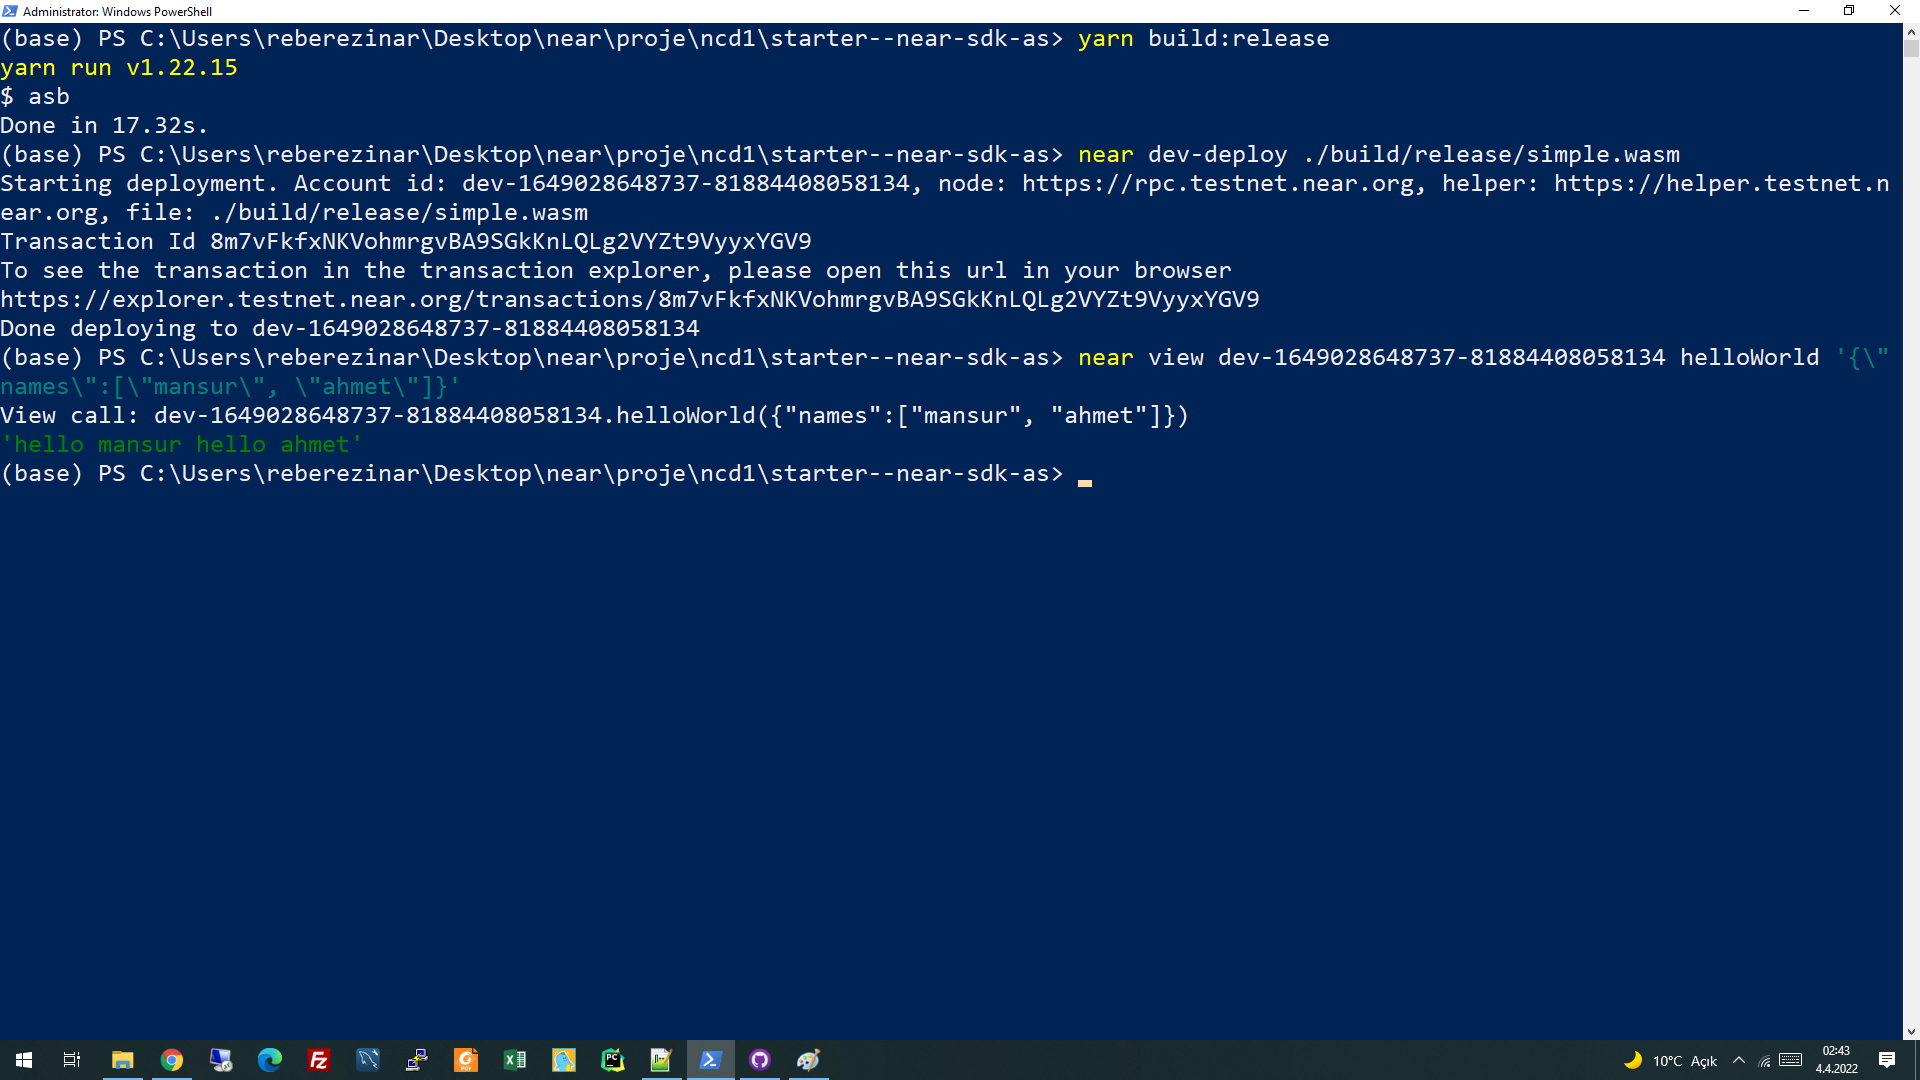 Administrator: Windows PowerShell
(base) PS C:\Users\reberezinar\Desktop\near\proje\ncd1\starter--near-sdk-as> yarn build:release
yarn run v1.22.15
$ asb
Done in 17.32s.
(base) PS C:\Users\reberezinar\Desktop\near\proje\ncd1\starter--near-sdk-as> near dev-deploy ./build/release/simple.wasm
Starting deployment. Account id: dev-1649028648737-81884408058134, node: https://rpc.testnet.near.org, helper: https://helper.testnet.n
ear.org, file: ./build/release/simple.wasm
Transaction Id 8m7vFkfxNKVohmrgvBA9SGkKnLQLg2VYZt9VyyxYGV9
To see the transaction in the transaction explorer, please open this url in your browser
https://explorer.testnet.near.org/transactions/8m7vFkfxNKVohmrgvBA9SGkKnLQLg2VYZt9VyyxYGV9
Done deploying to dev-1649028648737-81884408058134
(base) PS C:\Users\reberezinar\Desktop\near\proje\ncd1\starter--near-sdk-as> near view dev-1649028648737-81884408058134 helloWorld '{\"
names\":[\"mansur\", \"ahmet\"]}'
View call: dev-1649028648737-81884408058134.helloWorld({"names":["mansur", "ahmet"]})
'hello mansur hello ahmet'
(base) PS C:\Users\reberezinar\Desktop\near\proje\ncd1\starter--near-sdk-as>
10°C Açık
02:43
4.4.2022